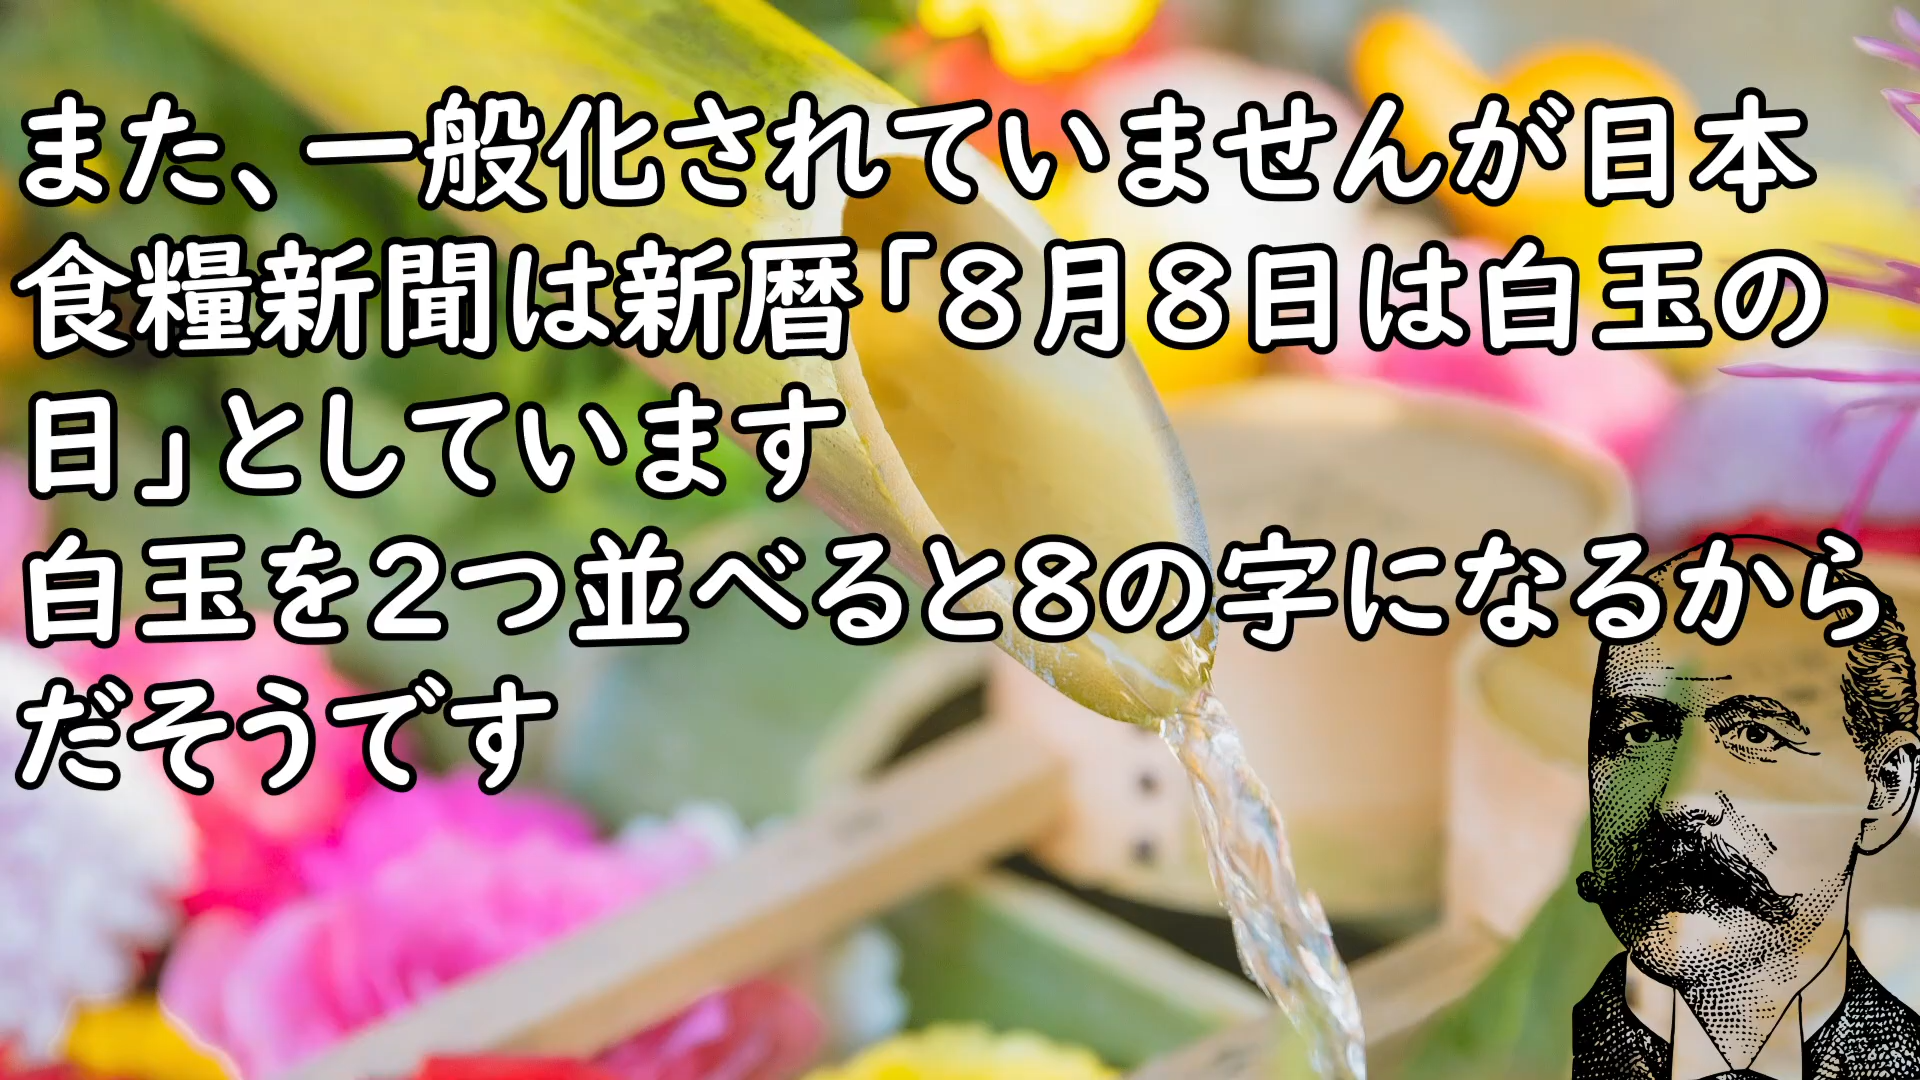 また、一般化されていませんが日本
食糧新聞は新暦「8月8日は白玉の
日」としています
白玉を2つ並べると8の字になるから
だそうです